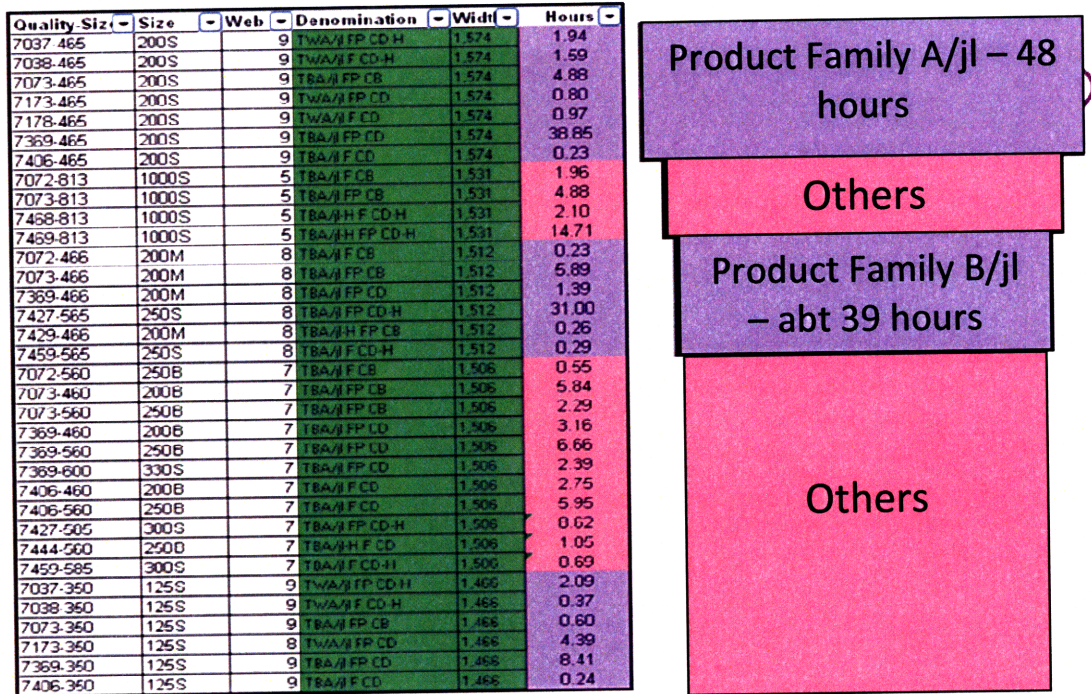 Quality-Siz Size Web Denomination Widt Hours
7037-465 200S 9 TWA/jl FP CD-H 1,574 1.94
7038-465 200S 9 TWA/jl F CD-H 1,574 1.59
7073-465 200S 9 TBA/jl FP CB 1,574 4.88
7173-465 200S 9 TWA/jl FP CD 1,574 0.80
7178-465 200S 9 TWA/jl F CD 1,574 0.97
7369-465 200S 9 TBA/jl FP CD 1,574 38.85
7406-465 200S 9 TBA/jl F CD 1,574 0.23
7072-813 1000S 5 TBA/jl F CB 1,531 1.96
7073-813 1000S 5 TBA/jl FP CB 1,531 4.88
7468-813 1000S 5 TBA/jl-H F CD-H 1,531 2.10
7469-813 1000S 5 TBA/jl-H FP CD-H 1,531 14.71
7072-466 200M 8 TBA/jl F CB 1,512 0.23
7073-466 200M 8 TBA/jl FP CB 1,512 5.89
7369-466 200M 8 TBA/jl FP CD 1,512 1.39
7427-565 250S 8 TBA/jl FP CD-H 1,512 31.00
7429-466 200M 8 TBA/jl-H FP CB 1,512 0.26
7459-565 250S 8 TBA/jl F CD-H 1,512 0.29
7072-560 250B 7 TBA/jl F CB 1,506 0.55
7073-460 200B 7 TBA/jl FP CB 1,506 5.84
7073-560 250B 7 TBA/jl FP CB 1,506 2.29
7369-460 200B 7 TBA/jl FP CD 1,506 3.16
7369-560 250B 7 TBA/jl FP CD 1,506 6.66
7369-600 330S 7 TBA/jl FP CD 1,506 2.39
7406-460 200B 7 TBA/jl F CD 1,506 2.75
7406-560 250B 7 TBA/jl F CD 1,506 5.95
7427-585 300S 7 TBA/jl FP CD-H 1,506 0.62
7444-560 250B 7 TBA/jl-H F CD 1,506 1.05
7459-585 300S 7 TBA/jl F CD-H 1,506 0.69
7037-350 125S 9 TWA/jl FP CD-H 1,466 2.09
7038-350 125S 9 TWA/jl F CD-H 1,466 0.37
7073-350 125S 9 TBA/jl FP CB 1,466 0.60
7173-350 125S 8 TWA/jl FP CD 1,466 4.39
7369-350 125S 9 TBA/jl FP CD 1,466 8.41
7406-350 125S 9 TBA/jl F CD 1,466 0.24
Product Family A/jl – 48
hours
Others
Product Family B/jl
– abt 39 hours
Others